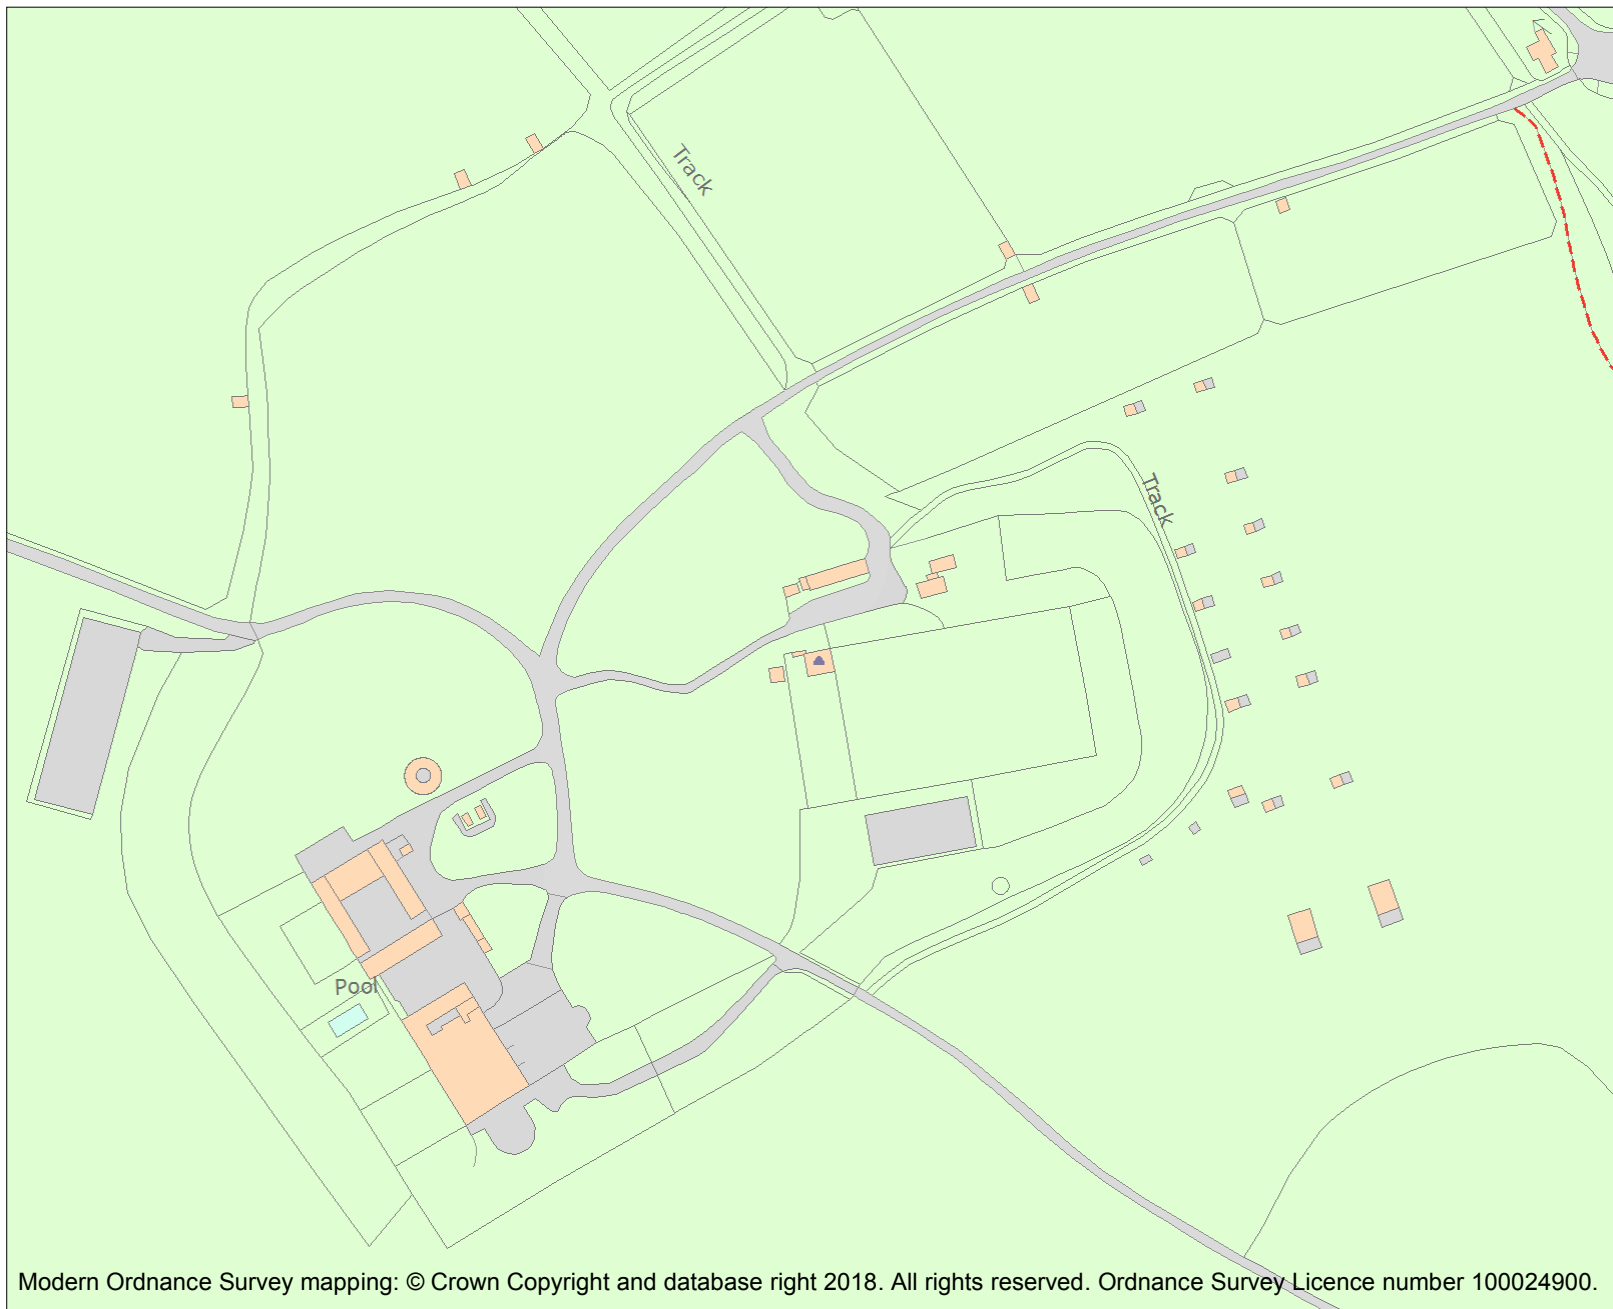 Track
Track
Pool
Modern Ordnance Survey mapping: © Crown Copyright and database right 2018. All rights reserved. Ordnance Survey Licence number 100024900.